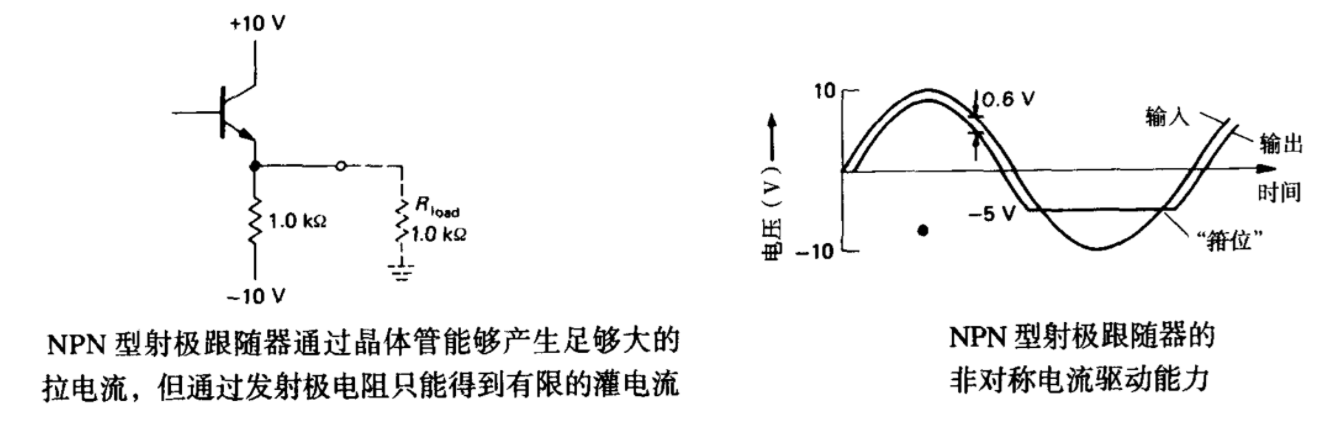 +10 V
1.0 kΩ
Rload
1.0 kΩ
−10 V
NPN 型射极跟随器通过晶体管能够产生足够大的
拉电流，但通过发射极电阻只能得到有限的灌电流
电压（V）
10
0.6 V
输入
输出
时间
−5 V
“箝位”
−10
NPN 型射极跟随器的
非对称电流驱动能力